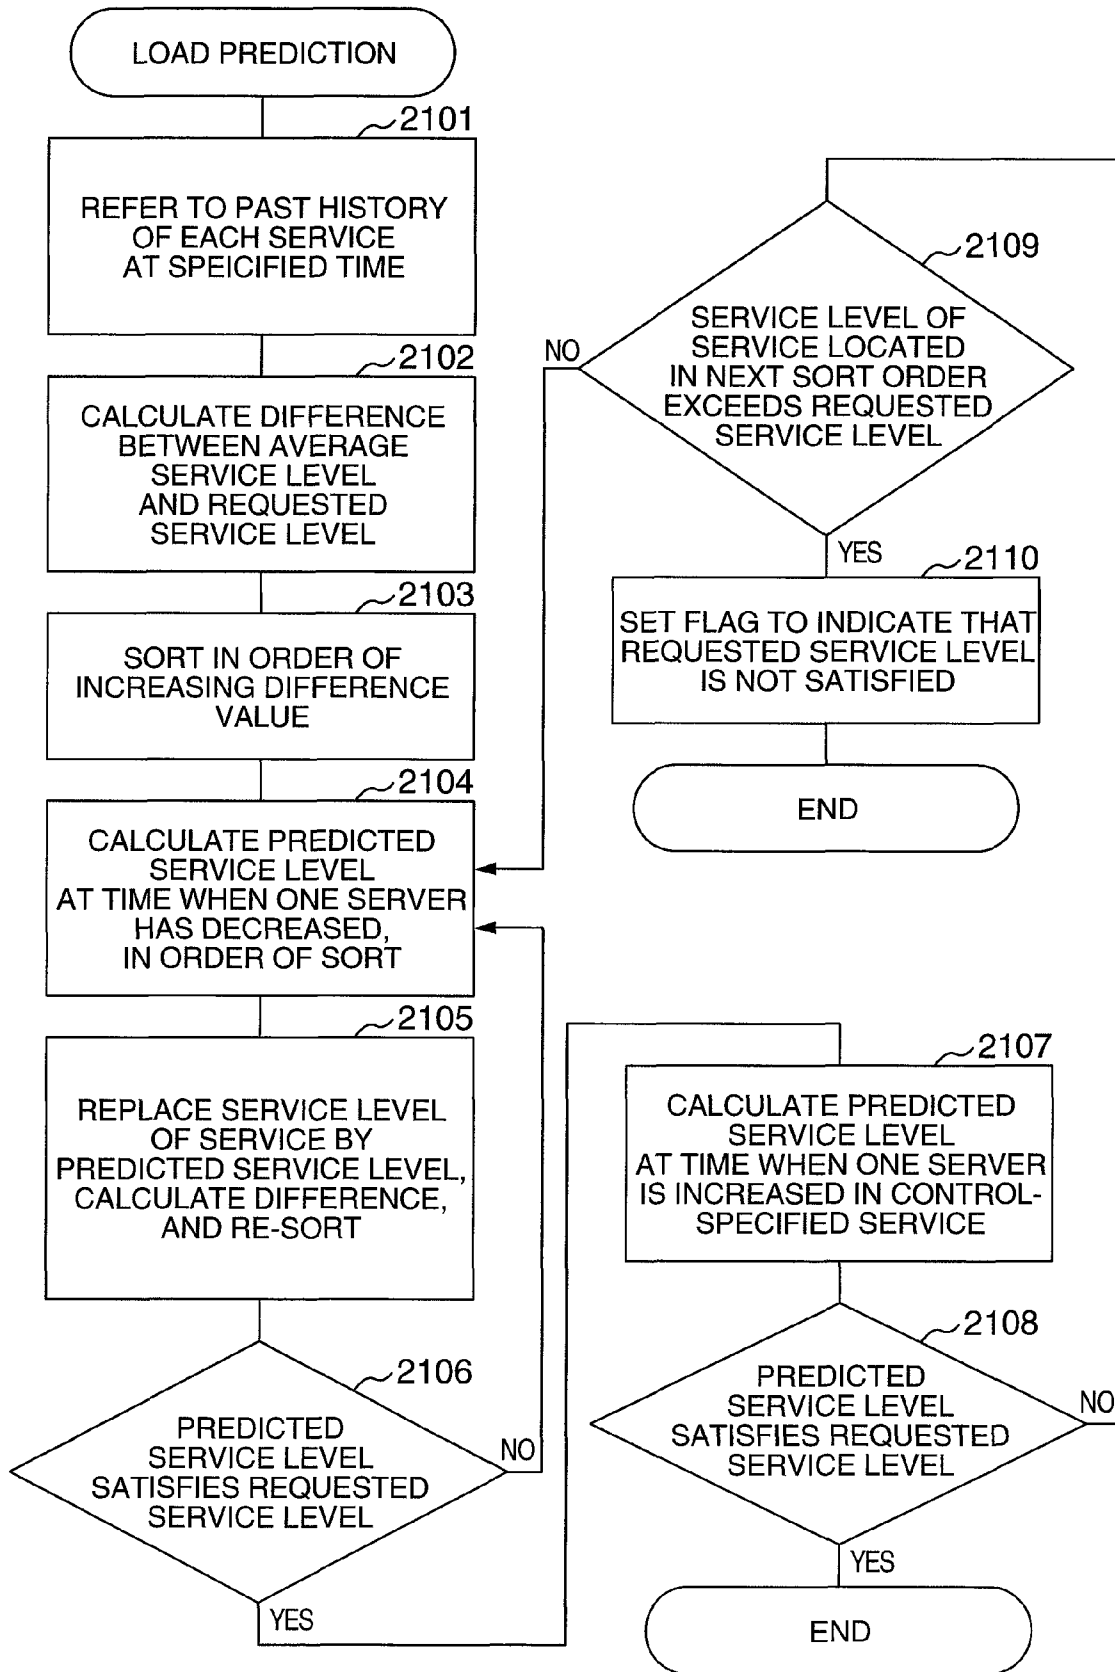 LOAD PREDICTION
2101
REFER TO PAST HISTORY
OF EACH SERVICE
AT SPEICIFIED TIME
2102
CALCULATE DIFFERENCE
BETWEEN AVERAGE
SERVICE LEVEL
AND REQUESTED
SERVICE LEVEL
2103
SORT IN ORDER OF
INCREASING DIFFERENCE
VALUE
2104
CALCULATE PREDICTED
SERVICE LEVEL
AT TIME WHEN ONE SERVER
HAS DECREASED,
IN ORDER OF SORT
2105
REPLACE SERVICE LEVEL
OF SERVICE BY
PREDICTED SERVICE LEVEL,
CALCULATE DIFFERENCE,
AND RE-SORT
2106
PREDICTED
SERVICE LEVEL
SATISFIES REQUESTED
SERVICE LEVEL
NO
YES
2107
CALCULATE PREDICTED
SERVICE LEVEL
AT TIME WHEN ONE SERVER
IS INCREASED IN CONTROL-
SPECIFIED SERVICE
2108
PREDICTED
SERVICE LEVEL
SATISFIES REQUESTED
SERVICE LEVEL
NO
YES
END
2109
SERVICE LEVEL OF
SERVICE LOCATED
IN NEXT SORT ORDER
EXCEEDS REQUESTED
SERVICE LEVEL
NO
YES
2110
SET FLAG TO INDICATE THAT
REQUESTED SERVICE LEVEL
IS NOT SATISFIED
END